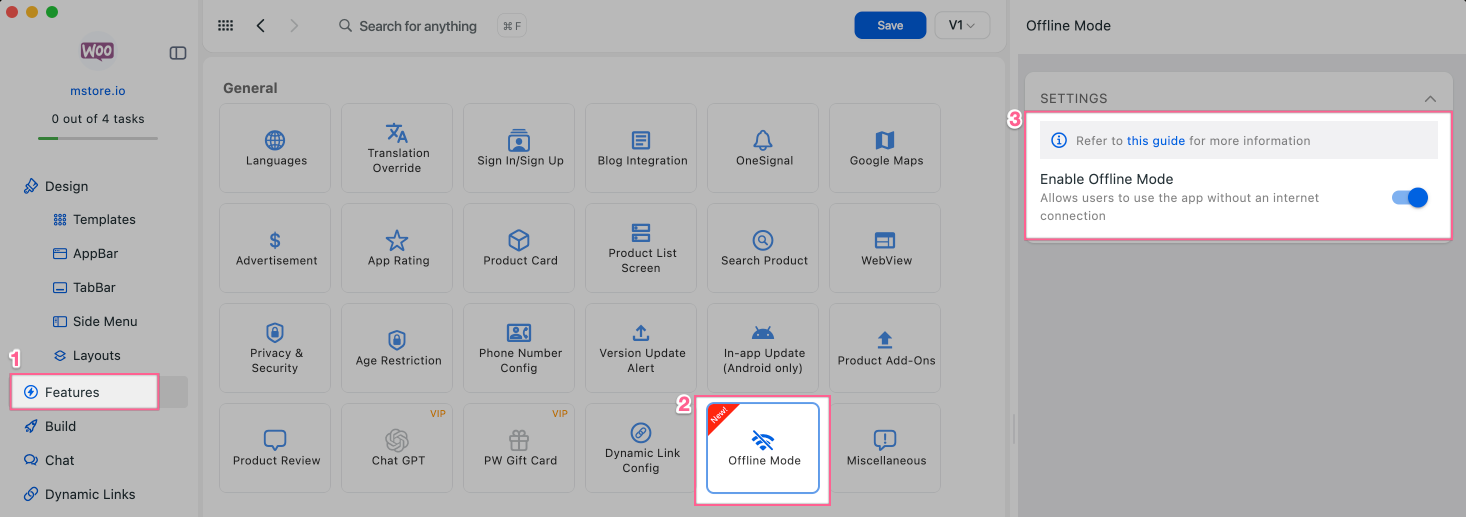 WOO
mstore.io
0 out of 4 tasks
Design
Templates
AppBar
TabBar
Side Menu
Layouts
1
Features
Build
Chat
Dynamic Links
Search for anything
⌘ F
Save
V1
General
Languages
Translation
Override
Sign In/Sign Up
Blog Integration
OneSignal
Google Maps
$
Advertisement
App Rating
Product Card
Product List
Screen
Search Product
WebView
Privacy &
Security
Age Restriction
Phone Number
Config
Version Update
Alert
In-app Update
(Android only)
Product Add-Ons
Product Review
VIP
Chat GPT
VIP
PW Gift Card
Dynamic Link
Config
2
New!
Offline Mode
Miscellaneous
Offline Mode
SETTINGS
3
Refer to this guide for more information
Enable Offline Mode
Allows users to use the app without an internet
connection